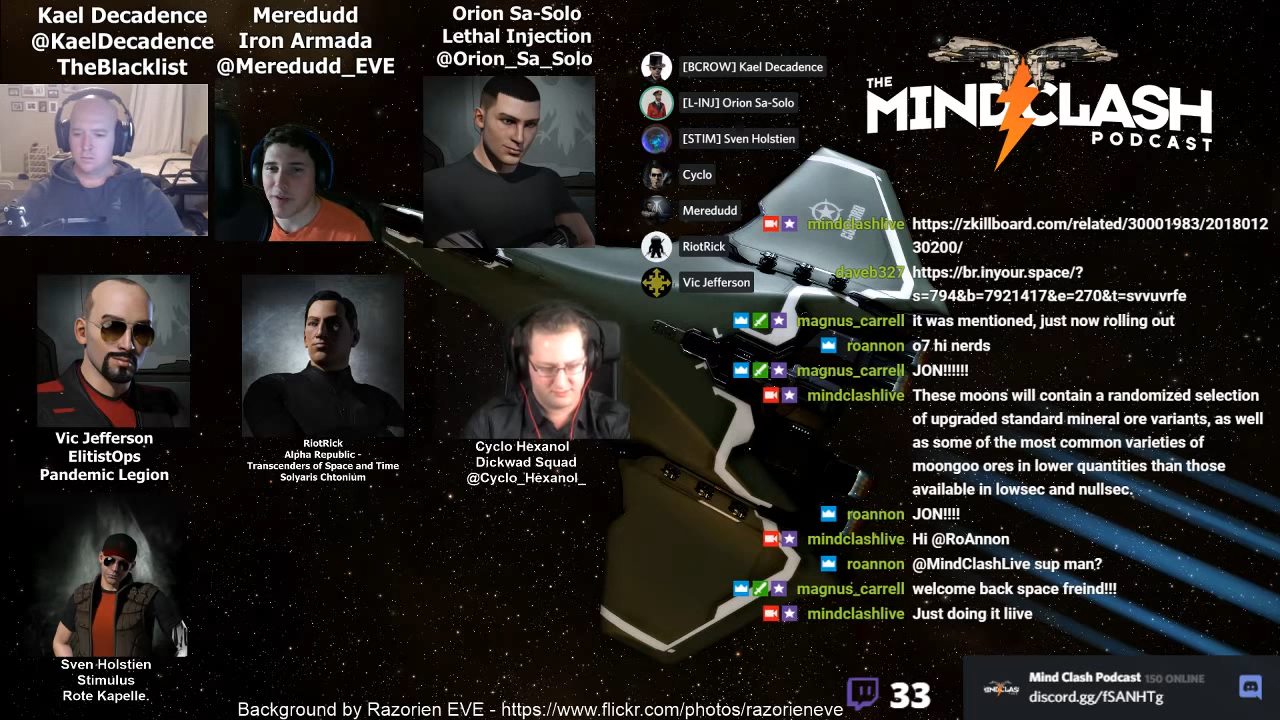 Kael Decadence
@KaelDecadence
TheBlacklist
Meredudd
Iron Armada
@Meredudd_EVE
Orion Sa-Solo
Lethal Injection
@Orion_Sa_Solo
[BCROW] Kael Decadence
[L-INJ] Orion Sa-Solo
[STIM] Sven Holstien
Cyclo
Meredudd
RiotRick
Vic Jefferson
THE
MINDCLASH
PODCAST
Vic Jefferson
ElitistOps
Pandemic Legion
RiotRick
Alpha Republic -
Transcenders of Space and Time
Solyaris Chtonium
Cyclo Hexanol
Dickwad Squad
@Cyclo_Hexanol_
Sven Holstien
Stimulus
Rote Kapelle.
mindclashlive https://zkillboard.com/related/30001983/2018012
30200/
daveb327 https://br.inyour.space/?
s=794&b=7921417&e=270&t=svvuvrfe
magnus_carrell it was mentioned, just now rolling out
roannon o7 hi nerds
magnus_carrell JON!!!!!!
mindclashlive These moons will contain a randomized selection
of upgraded standard mineral ore variants, as well
as some of the most common varieties of
moongoo ores in lower quantities than those
available in lowsec and nullsec.
roannon JON!!!!
mindclashlive Hi @RoAnnon
roannon @MindClashLive sup man?
magnus_carrell welcome back space freind!!!
mindclashlive Just doing it liive
33
Mind Clash Podcast 150 ONLINE
discord.gg/fSANHTg
Background by Razorien EVE - https://www.flickr.com/photos/razorieneve